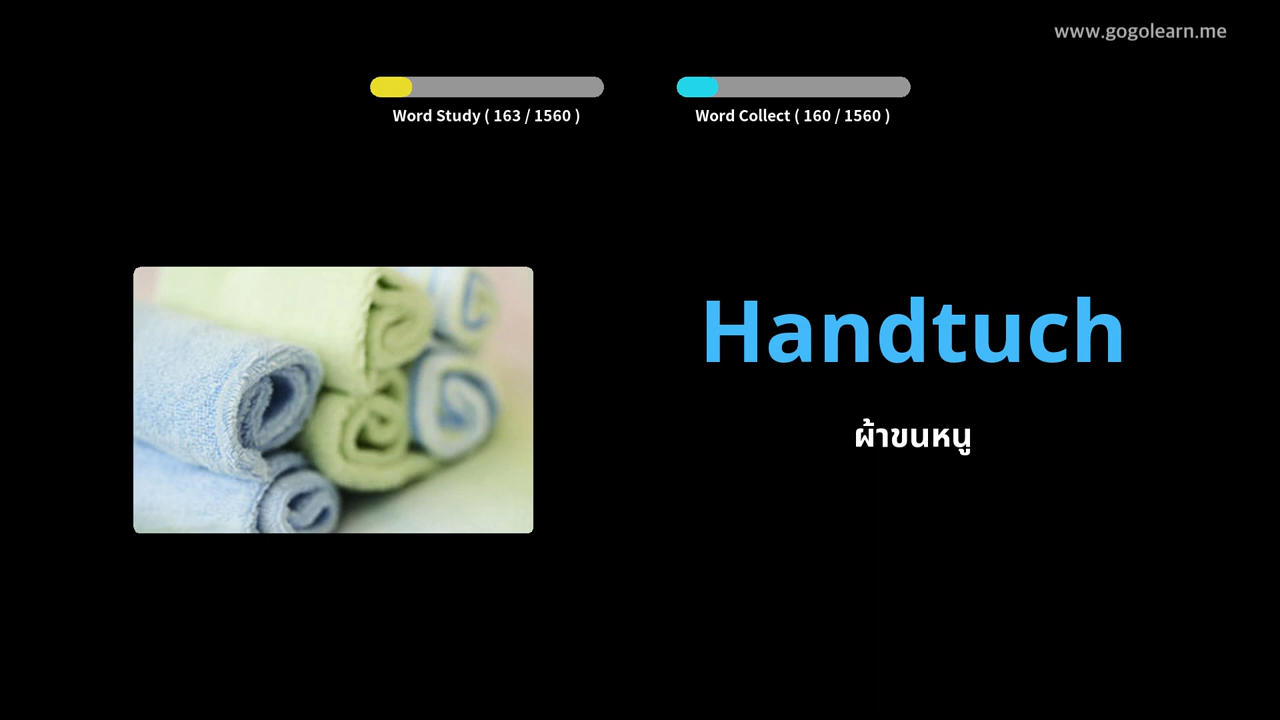 www.gogolearn.me
Word Study ( 163 / 1560 )
Word Collect ( 160 / 1560 )
Handtuch
ผ้าขนหนู